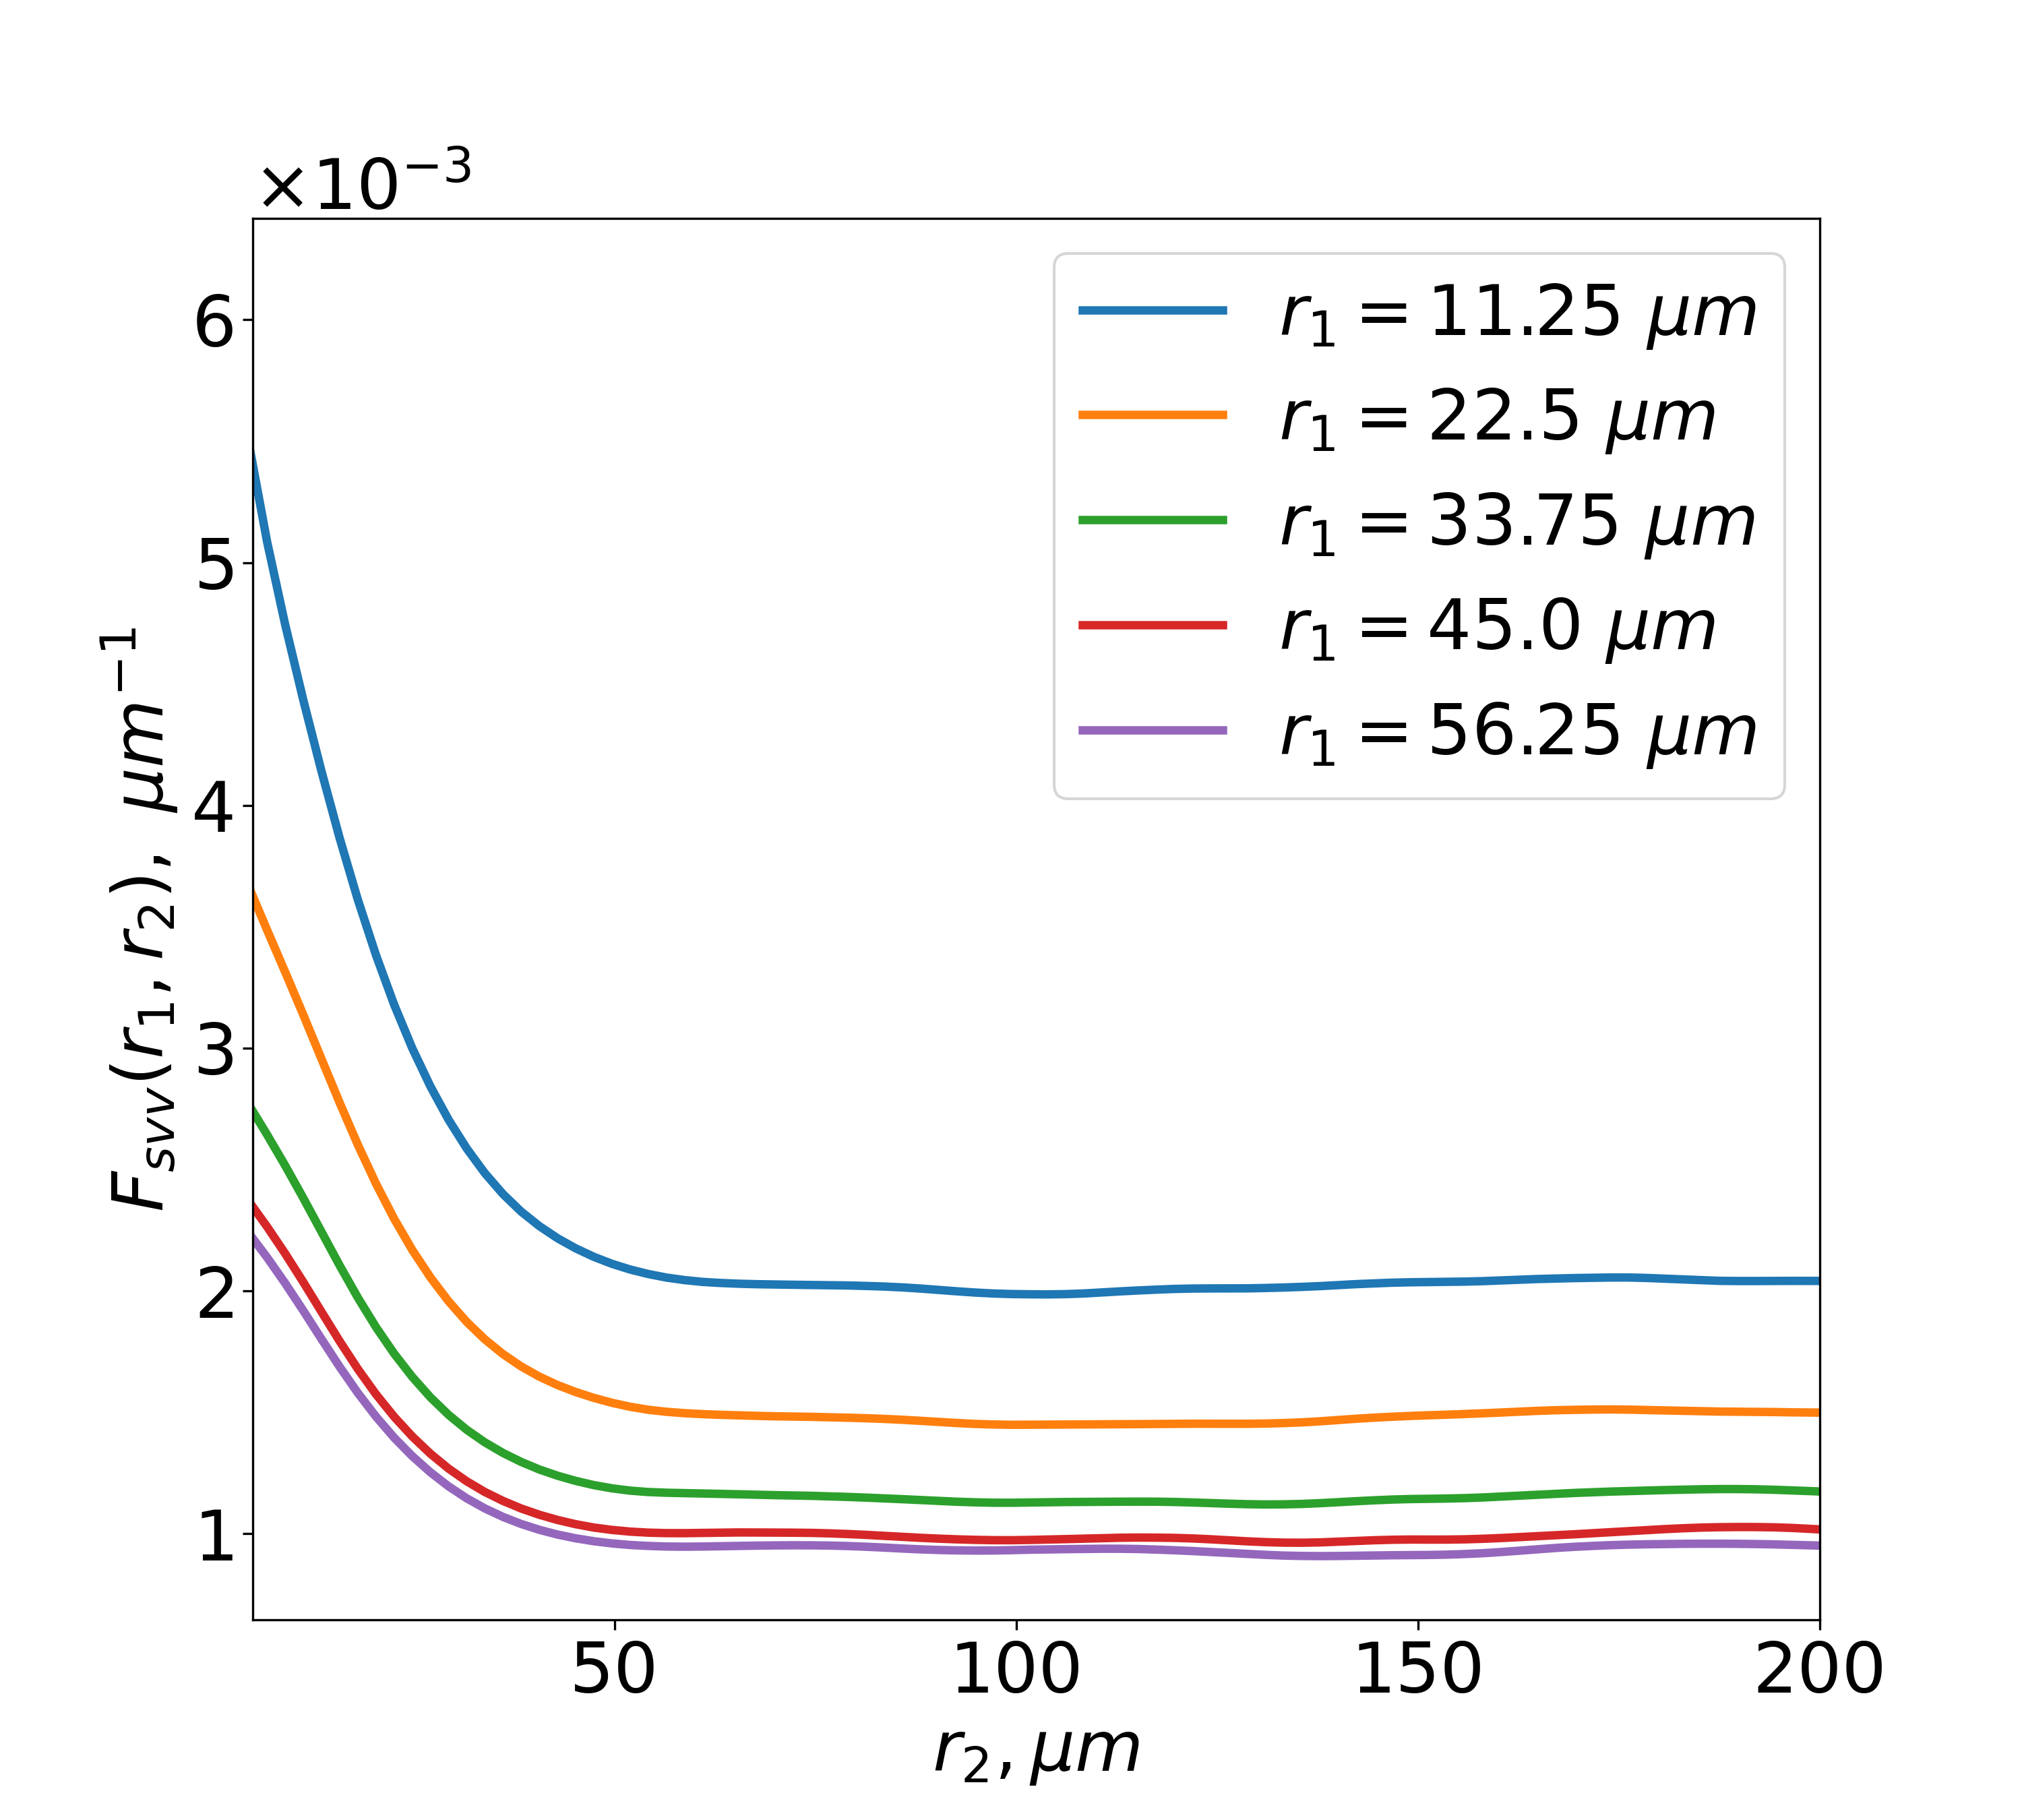 ×10⁻³
6
5
4
3
2
1
F_svv(r₁, r₂), μm⁻¹
r₁ = 11.25 μm
r₁ = 22.5 μm
r₁ = 33.75 μm
r₁ = 45.0 μm
r₁ = 56.25 μm
50 100 150 200
r₂, μm